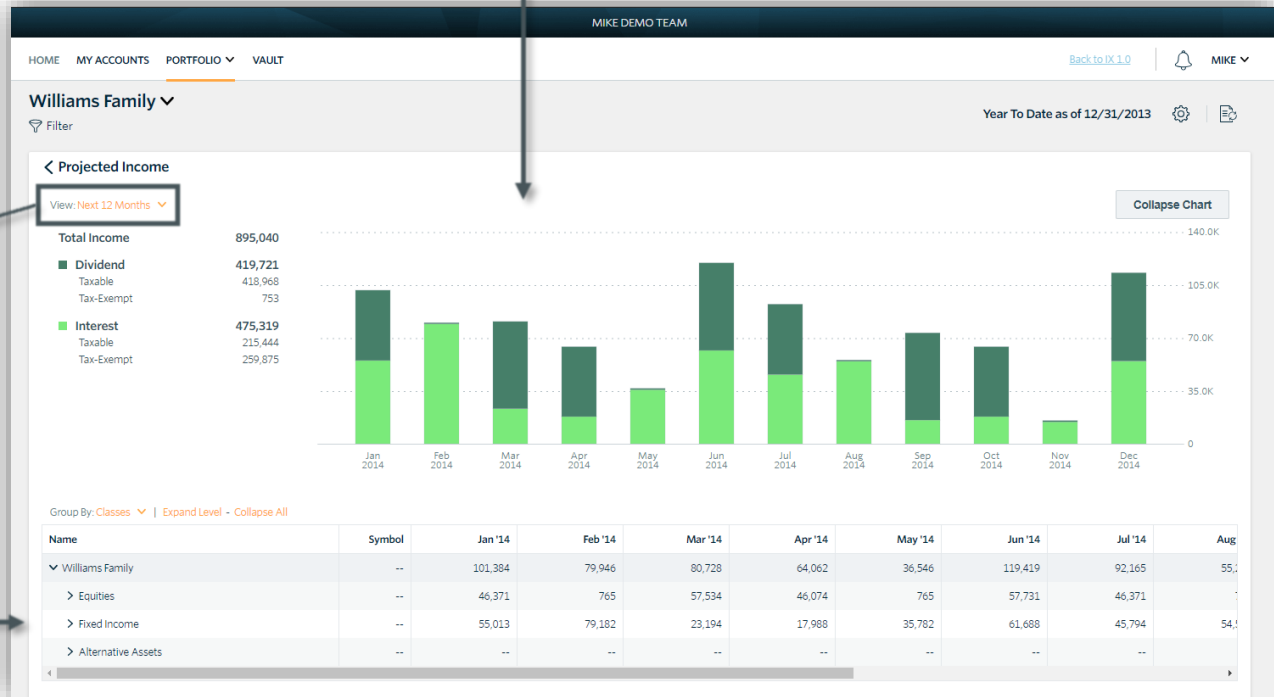 MIKE DEMO TEAM
HOME MY ACCOUNTS PORTFOLIO VAULT Back to IX 1.0 MIKE
Williams Family
Filter
Year To Date as of 12/31/2013
Projected Income
View: Next 12 Months
Collapse Chart
Total Income 895,040
Dividend 419,721
Taxable 418,968
Tax-Exempt 753
Interest 475,319
Taxable 215,444
Tax-Exempt 259,875
140.0K
105.0K
70.0K
35.0K
0
Jan Feb Mar Apr May Jun Jul Aug Sep Oct Nov Dec
2014 2014 2014 2014 2014 2014 2014 2014 2014 2014 2014 2014
Group By: Classes | Expand Level - Collapse All
Name Symbol Jan '14 Feb '14 Mar '14 Apr '14 May '14 Jun '14 Jul '14 Aug
Williams Family -- 101,384 79,946 80,728 64,062 36,546 119,419 92,165
Equities -- 46,371 765 57,534 46,074 765 57,731 46,371
Fixed Income -- 55,013 79,182 23,194 17,988 35,782 61,688 45,794
Alternative Assets -- -- -- -- -- -- -- --